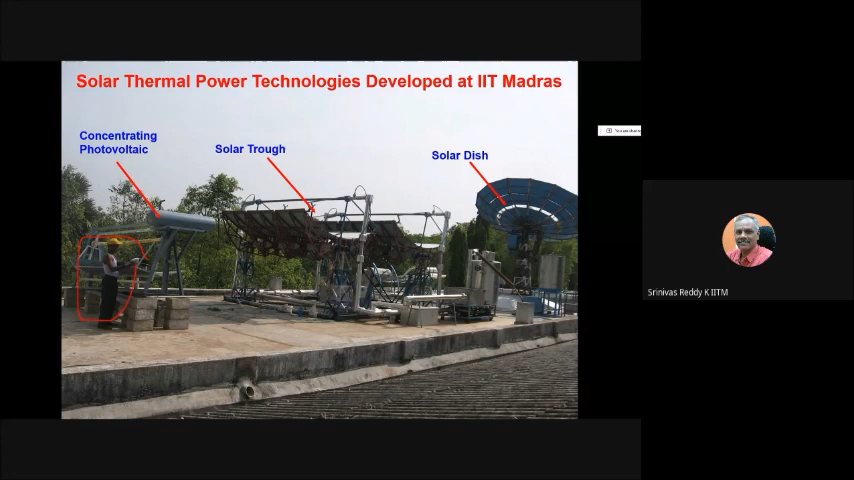 Solar Thermal Power Technologies Developed at IIT Madras
Concentrating
Photovoltaic
Solar Trough
Solar Dish
Srinivas Reddy K IITM